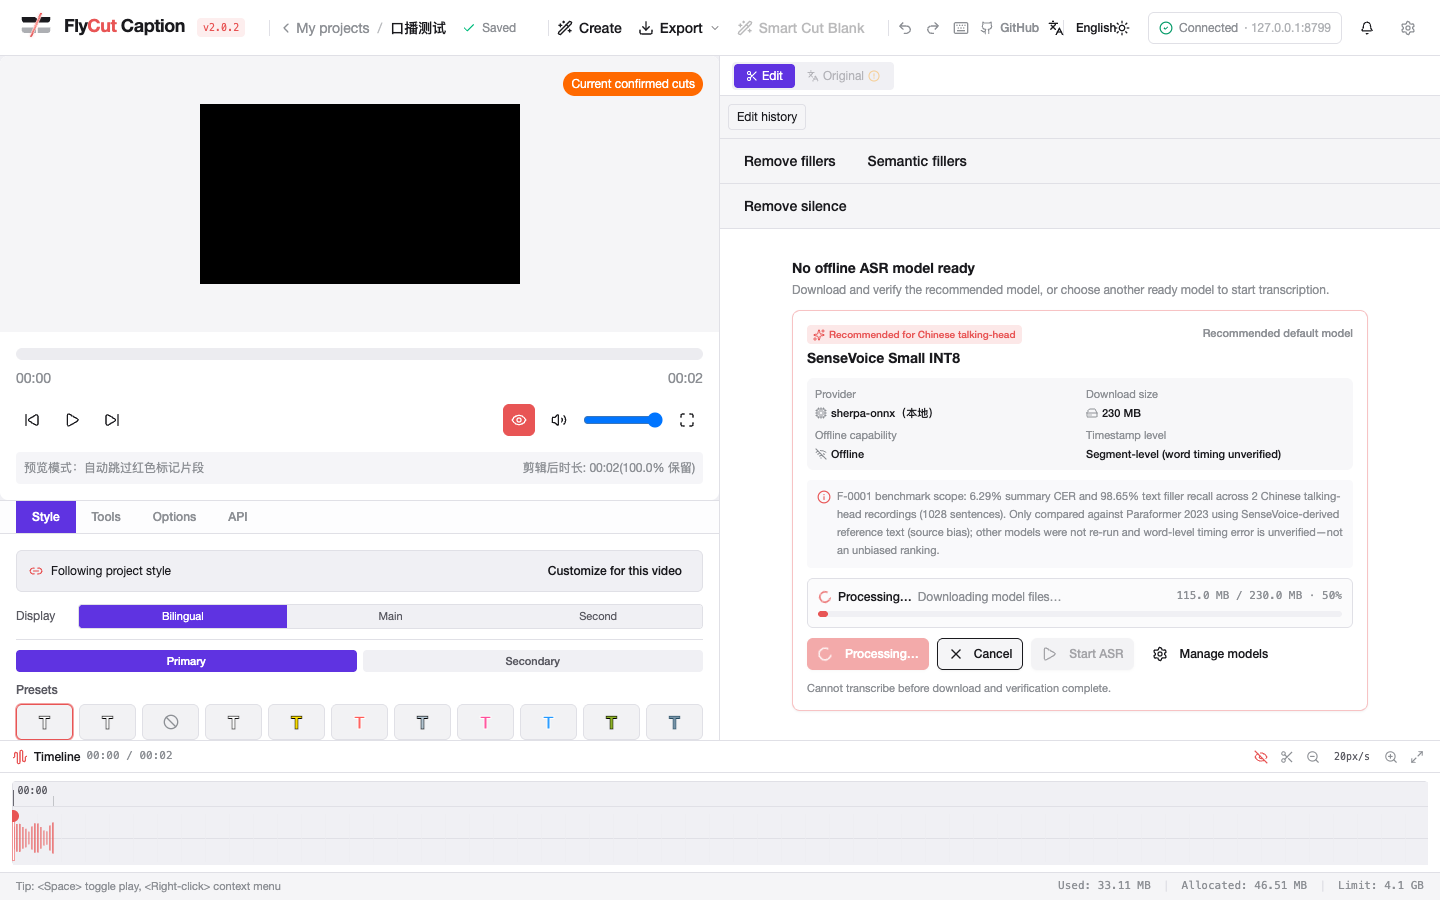 FlyCut Caption v2.0.2
My projects / 口播测试
Saved
Create
Export
Smart Cut Blank
GitHub
English
Connected · 127.0.0.1:8799
Current confirmed cuts
00:00
00:02
预览模式：自动跳过红色标记片段
剪辑后时长: 00:02(100.0% 保留)
Style
Tools
Options
API
Following project style
Customize for this video
Display
Bilingual
Main
Second
Primary
Secondary
Presets
T T T T T T T T T T
Edit
Original
Edit history
Remove fillers
Semantic fillers
Remove silence
No offline ASR model ready
Download and verify the recommended model, or choose another ready model to start transcription.
Recommended for Chinese talking-head
Recommended default model
SenseVoice Small INT8
Provider
sherpa-onnx（本地）
Download size
230 MB
Offline capability
Offline
Timestamp level
Segment-level (word timing unverified)
F-0001 benchmark scope: 6.29% summary CER and 98.65% text filler recall across 2 Chinese talking-
head recordings (1028 sentences). Only compared against Paraformer 2023 using SenseVoice-derived
reference text (source bias); other models were not re-run and word-level timing error is unverified—not
an unbiased ranking.
Processing... Downloading model files...
115.0 MB / 230.0 MB · 50%
Processing...
Cancel
Start ASR
Manage models
Cannot transcribe before download and verification complete.
Timeline 00:00 / 00:02
20px/s
00:00
Tip: <Space> toggle play, <Right-click> context menu
Used: 33.11 MB
Allocated: 46.51 MB
Limit: 4.1 GB